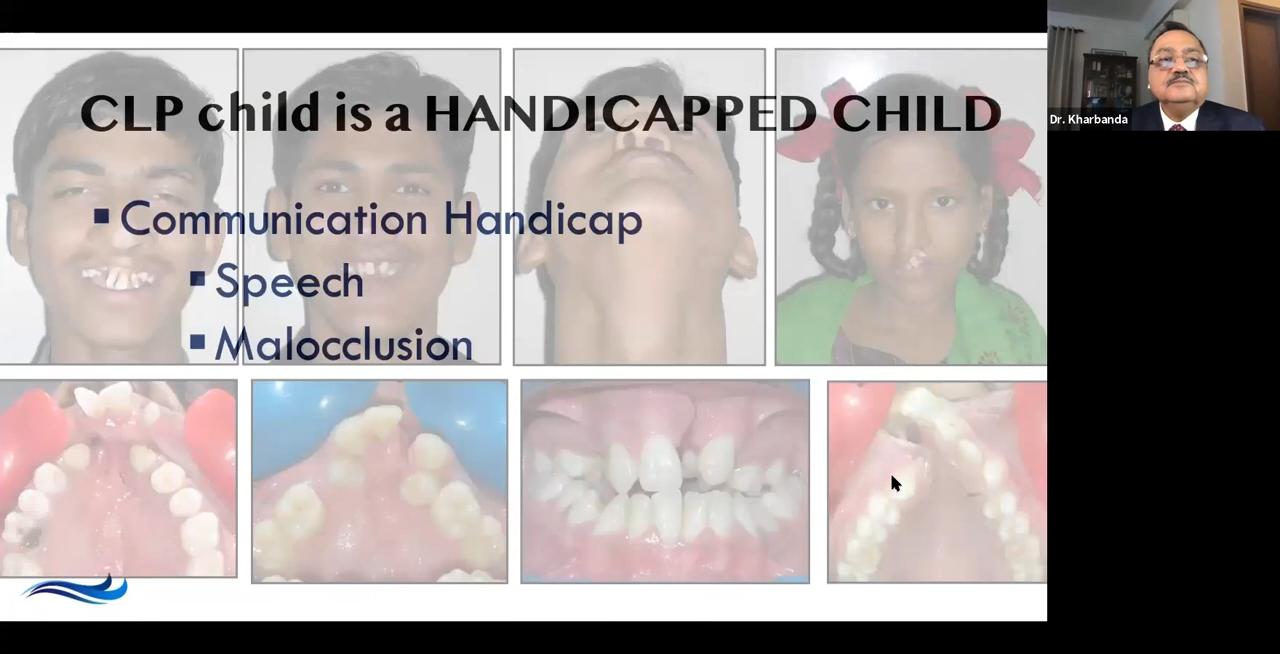 CLP child is a HANDICAPPED CHILD
Communication Handicap
Speech
Malocclusion
Dr. Kharbanda